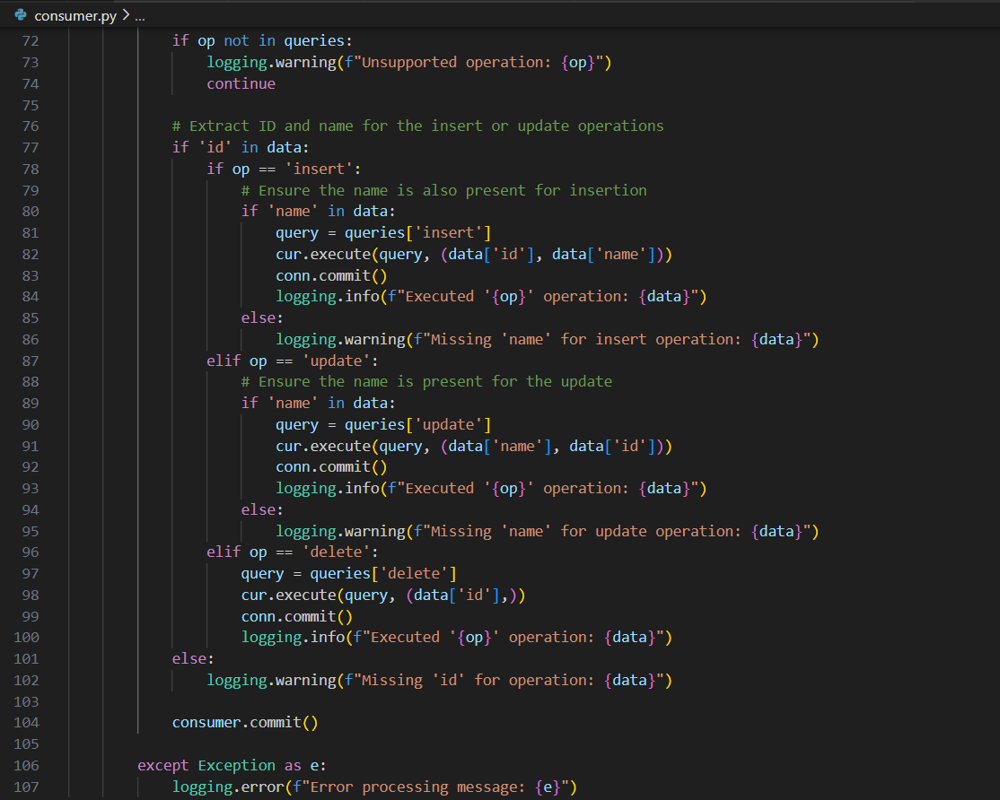 consumer.py > ...
72 if op not in queries:
73 logging.warning(f"Unsupported operation: {op}")
74 continue
75
76 # Extract ID and name for the insert or update operations
77 if 'id' in data:
78 if op == 'insert':
79 # Ensure the name is also present for insertion
80 if 'name' in data:
81 query = queries['insert']
82 cur.execute(query, (data['id'], data['name']))
83 conn.commit()
84 logging.info(f"Executed '{op}' operation: {data}")
85 else:
86 logging.warning(f"Missing 'name' for insert operation: {data}")
87 elif op == 'update':
88 # Ensure the name is present for the update
89 if 'name' in data:
90 query = queries['update']
91 cur.execute(query, (data['name'], data['id']))
92 conn.commit()
93 logging.info(f"Executed '{op}' operation: {data}")
94 else:
95 logging.warning(f"Missing 'name' for update operation: {data}")
96 elif op == 'delete':
97 query = queries['delete']
98 cur.execute(query, (data['id'],))
99 conn.commit()
100 logging.info(f"Executed '{op}' operation: {data}")
101 else:
102 logging.warning(f"Missing 'id' for operation: {data}")
103
104 consumer.commit()
105
106 except Exception as e:
107 logging.error(f"Error processing message: {e}")